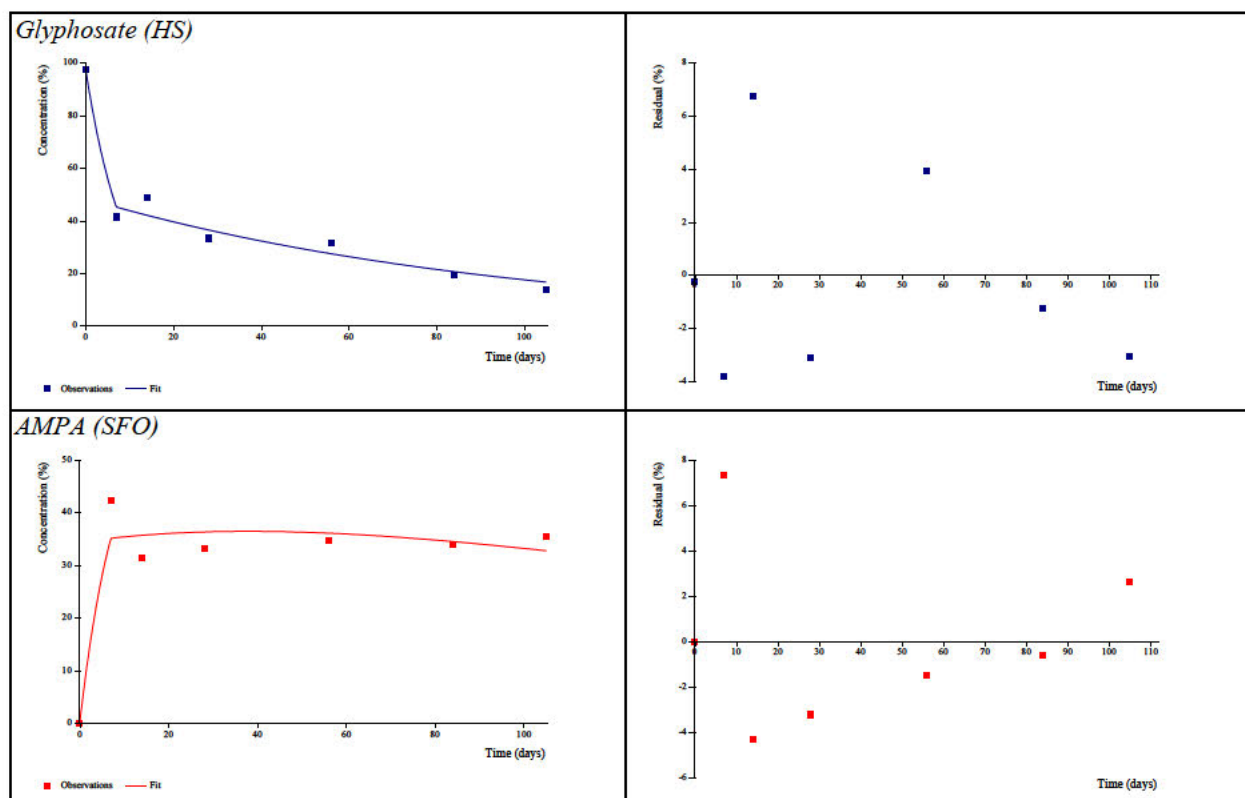 Glyphosate (HS)
Concentration (%)
100
80
60
40
20
0
0 20 40 60 80 100
Time (days)
Observations Fit
Residual (%)
8
6
4
2
0
-2
-4
0 10 20 30 40 50 60 70 80 90 100 110
Time (days)
AMPA (SFO)
Concentration (%)
50
40
30
20
10
0
0 20 40 60 80 100
Time (days)
Observations Fit
Residual (%)
8
6
4
2
0
-2
-4
-6
0 10 20 30 40 50 60 70 80 90 100 110
Time (days)